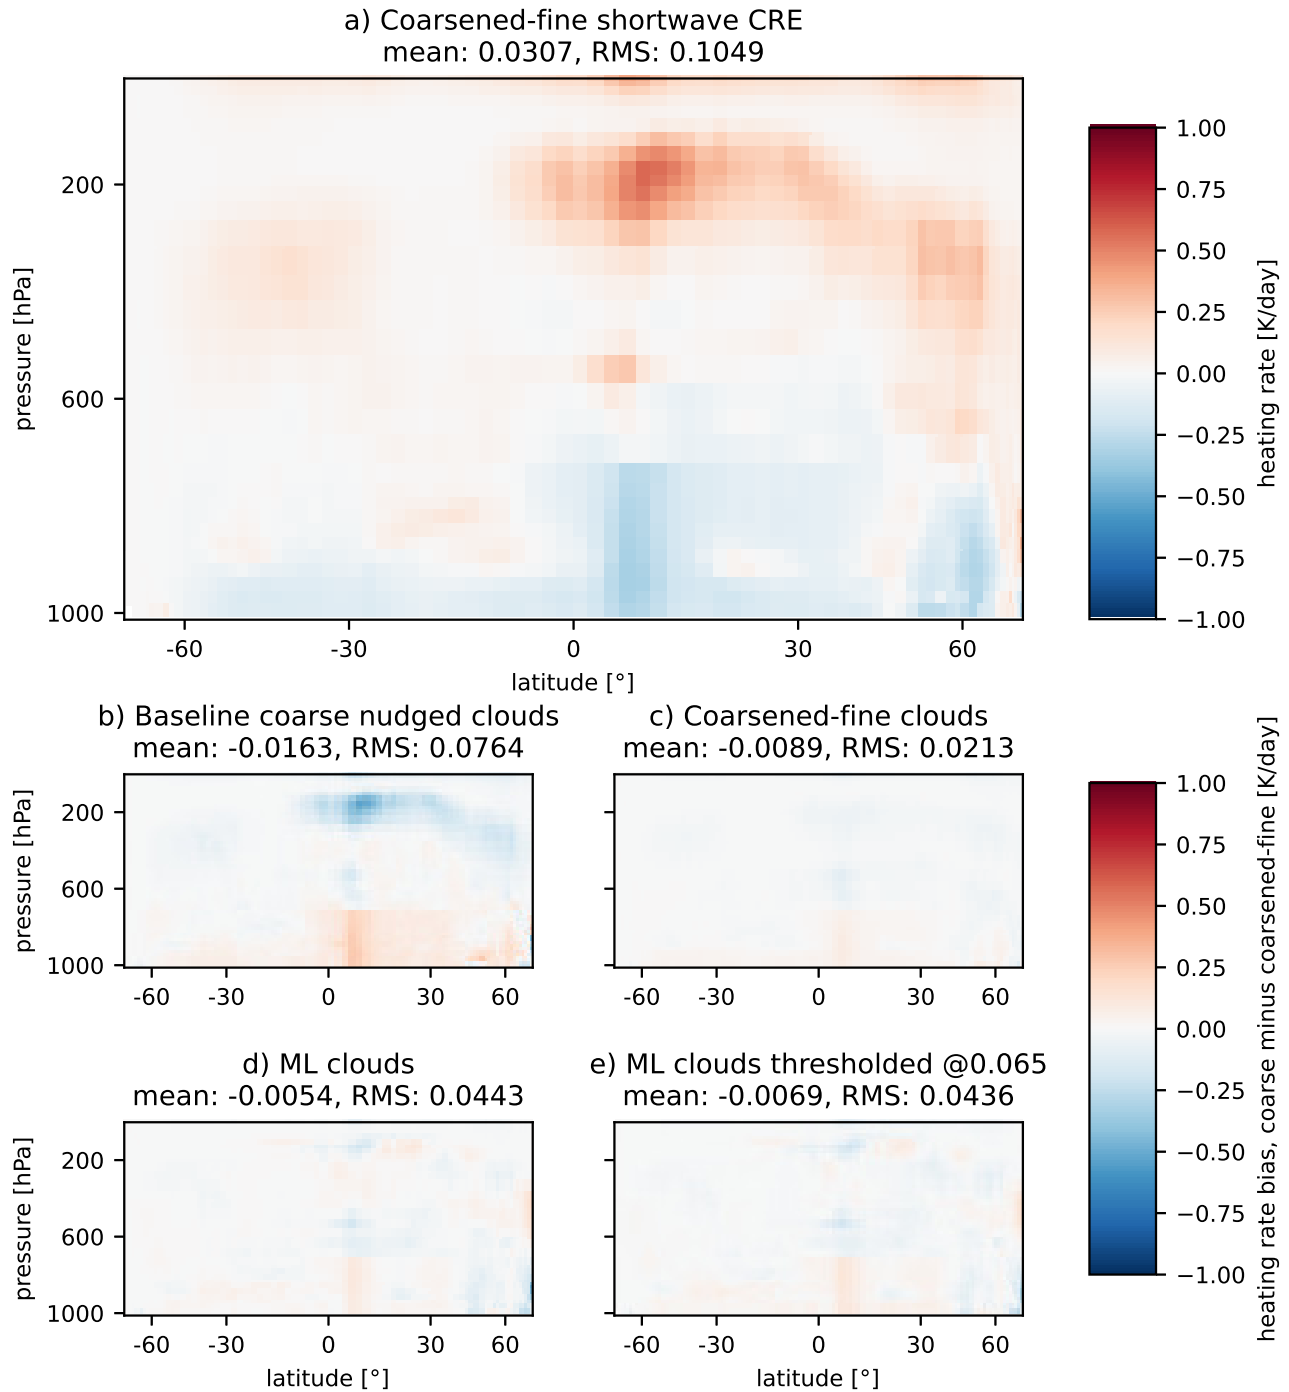 a) Coarsened-fine shortwave CRE
mean: 0.0307, RMS: 0.1049
pressure [hPa]
200
600
1000
-60
-30
0
30
60
latitude [°]
1.00
0.75
0.50
0.25
0.00
−0.25
−0.50
−0.75
−1.00
heating rate [K/day]
b) Baseline coarse nudged clouds
mean: -0.0163, RMS: 0.0764
pressure [hPa]
200
600
1000
-60
-30
0
30
60
c) Coarsened-fine clouds
mean: -0.0089, RMS: 0.0213
-60
-30
0
30
60
d) ML clouds
mean: -0.0054, RMS: 0.0443
pressure [hPa]
200
600
1000
-60
-30
0
30
60
latitude [°]
e) ML clouds thresholded @0.065
mean: -0.0069, RMS: 0.0436
-60
-30
0
30
60
latitude [°]
1.00
0.75
0.50
0.25
0.00
−0.25
−0.50
−0.75
−1.00
heating rate bias, coarse minus coarsened-fine [K/day]